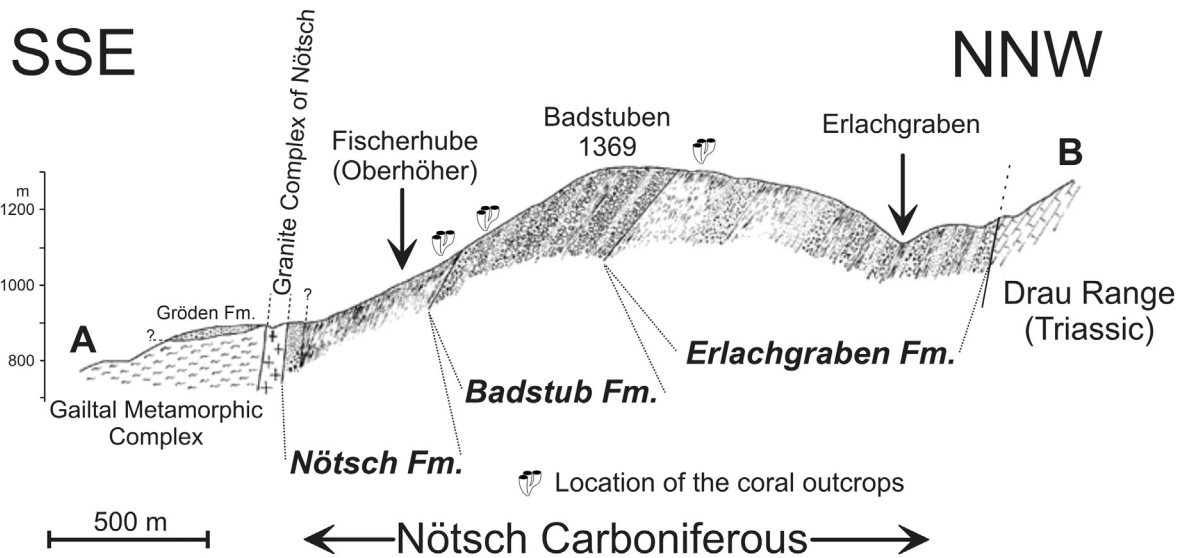 SSE
NNW
Granite Complex of Nötsch
Badstuben
1369
Erlachgraben
Fischerhube
(Oberhöher)
B
m
1200
1000
800
Gröden Fm.
?
?
A
Drau Range
(Triassic)
Erlachgraben Fm.
Badstub Fm.
Gailtal Metamorphic
Complex
Nötsch Fm.
Location of the coral outcrops
500 m
Nötsch Carboniferous